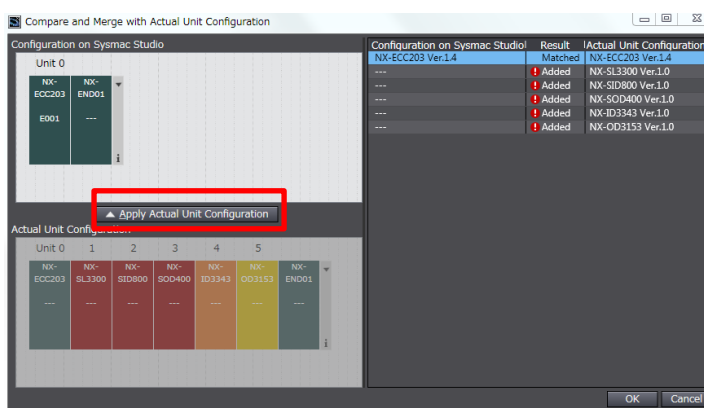 Compare and Merge with Actual Unit Configuration
Configuration on Sysmac Studio
Unit 0
NX-
ECC203
E001
NX-
END01
---
i
Apply Actual Unit Configuration
Actual Unit Configuration
Unit 0 1 2 3 4 5
NX- NX- NX- NX- NX- NX- NX-
ECC203 SL3300 SID800 SOD400 ID3343 OD3153 END01
--- --- --- --- --- --- ---
i
Configuration on Sysmac Studio Result Actual Unit Configuration
NX-ECC203 Ver.1.4 Matched NX-ECC203 Ver.1.4
--- ! Added NX-SL3300 Ver.1.0
--- ! Added NX-SID800 Ver.1.0
--- ! Added NX-SOD400 Ver.1.0
--- ! Added NX-ID3343 Ver.1.0
--- ! Added NX-OD3153 Ver.1.0
OK Cancel